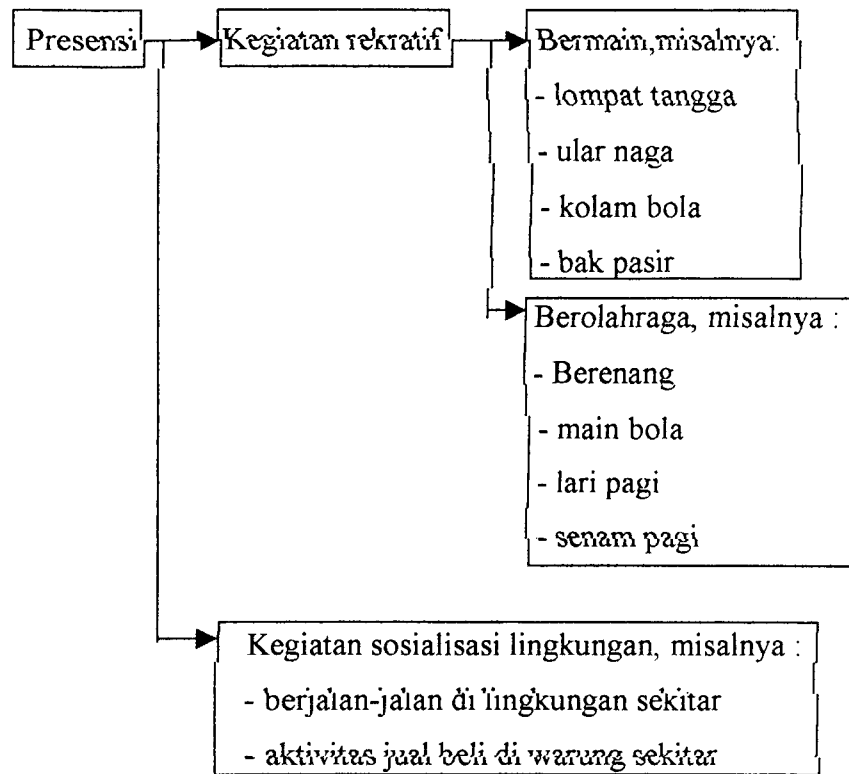 Presensi
Kegiatan rekratif
Bermain,misalnya:
- lompat tangga
- ular naga
- kolam bola
- bak pasir
Berolahraga, misalnya :
- Berenang
- main bola
- lari pagi
- senam pagi
Kegiatan sosialisasi lingkungan, misalnya :
- berjalan-jalan di lingkungan sekitar
- aktivitas jual beli di warung sekitar